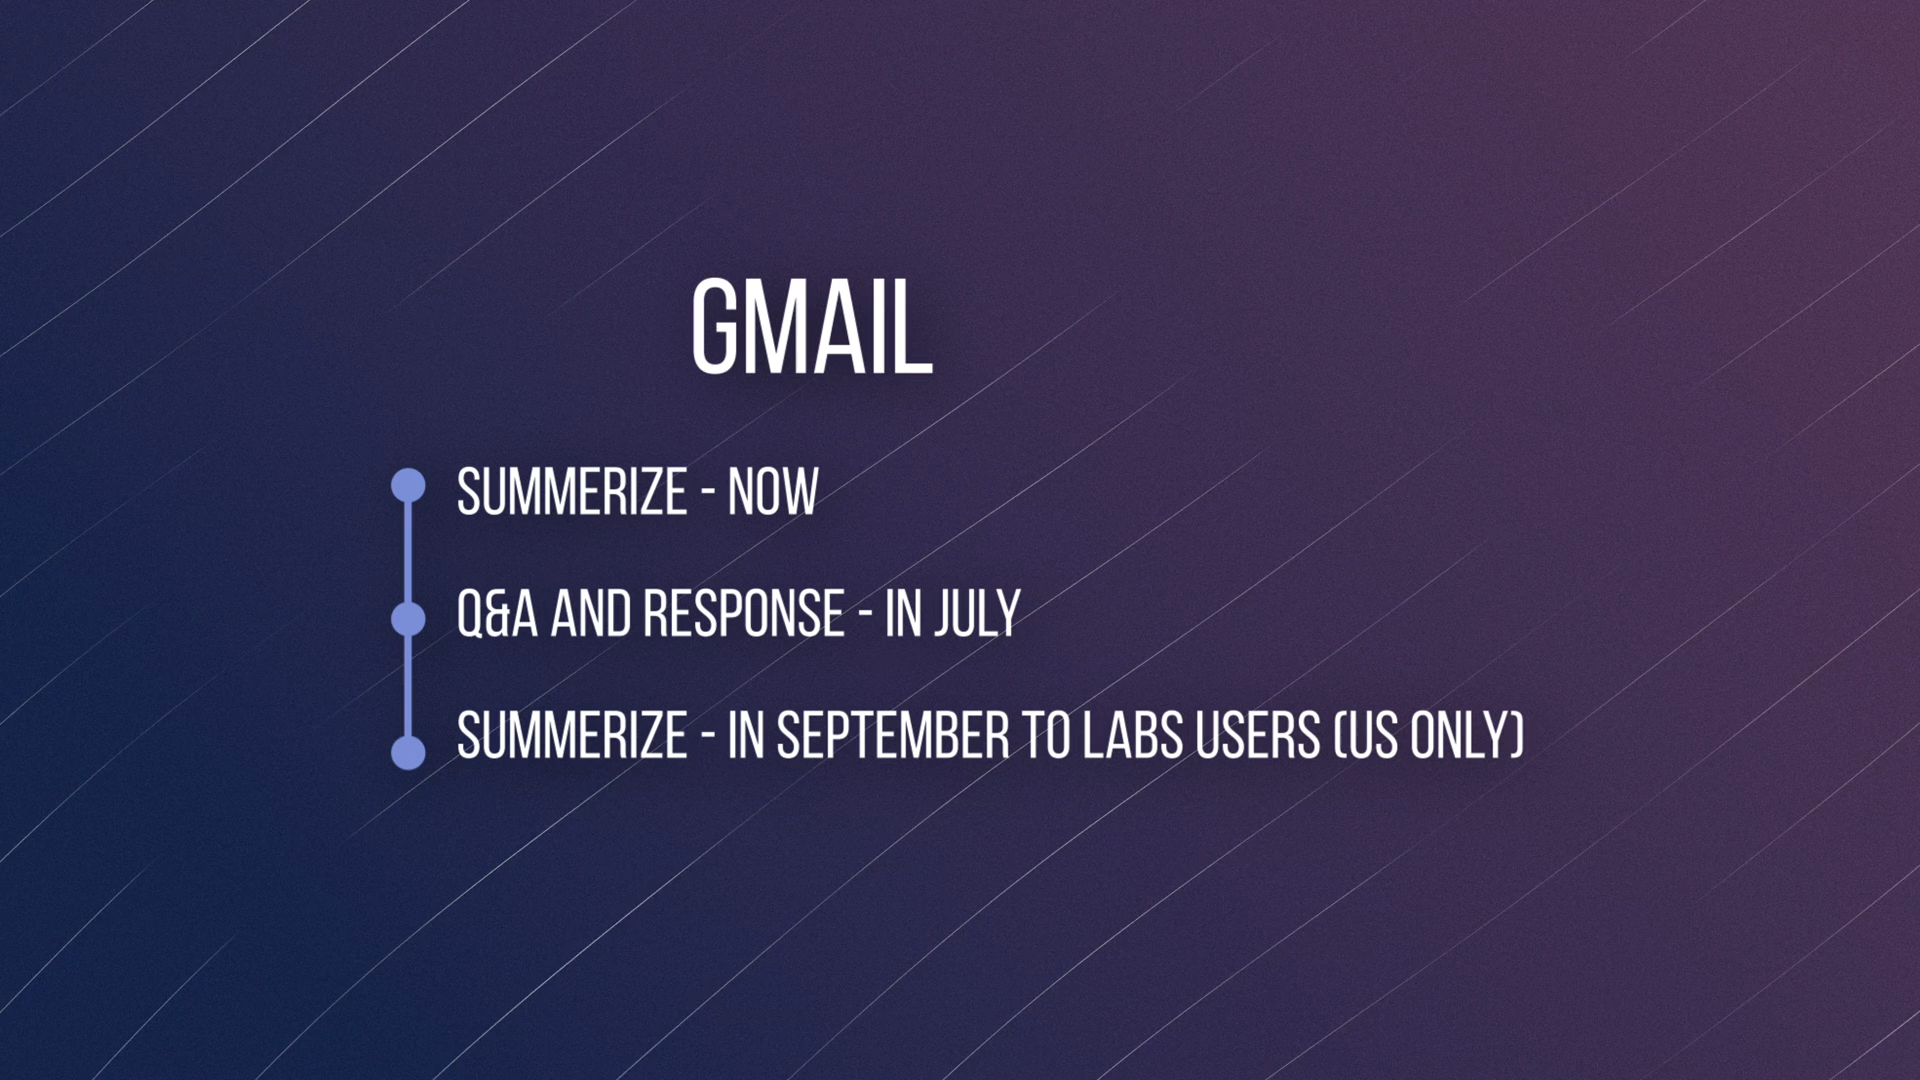 GMAIL
SUMMERIZE - NOW
Q&A AND RESPONSE - IN JULY
SUMMERIZE - IN SEPTEMBER TO LABS USERS (US ONLY)